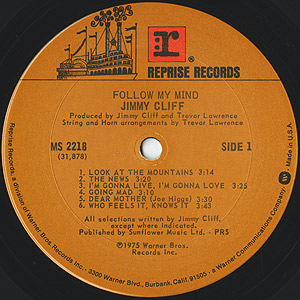 r:
REPRISE RECORDS
FOLLOW MY MIND
JIMMY CLIFF
Produced by Jimmy Cliff and Trevor Lawrence
String and Horn arrangements by Trevor Lawrence
MS 2218
(31,878)
SIDE 1
1. LOOK AT THE MOUNTAINS 3:14
2. THE NEWS 3:20
3. I'M GONNA LIVE, I'M GONNA LOVE 3:25
4. GOING MAD 3:10
5. DEAR MOTHER (Joe Higgs) 3:35
6. WHO FEELS IT, KNOWS IT 3:43
All selections written by Jimmy Cliff,
except where indicated.
Published by Sunflower Music Ltd. - PRS
©1975 Warner Bros.
Records Inc.
Reprise Records, a division of Warner Bros. Records Inc. · 3300 Warner Blvd., Burbank, Calif. 91505 · a Warner Communications Company.
Made in U.S.A.